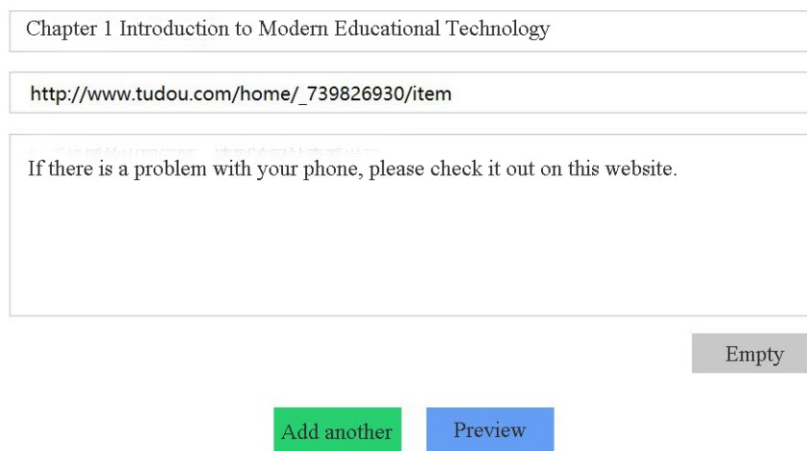 Chapter 1 Introduction to Modern Educational Technology
http://www.tudou.com/home/_739826930/item
If there is a problem with your phone, please check it out on this website.
Empty
Add another
Preview